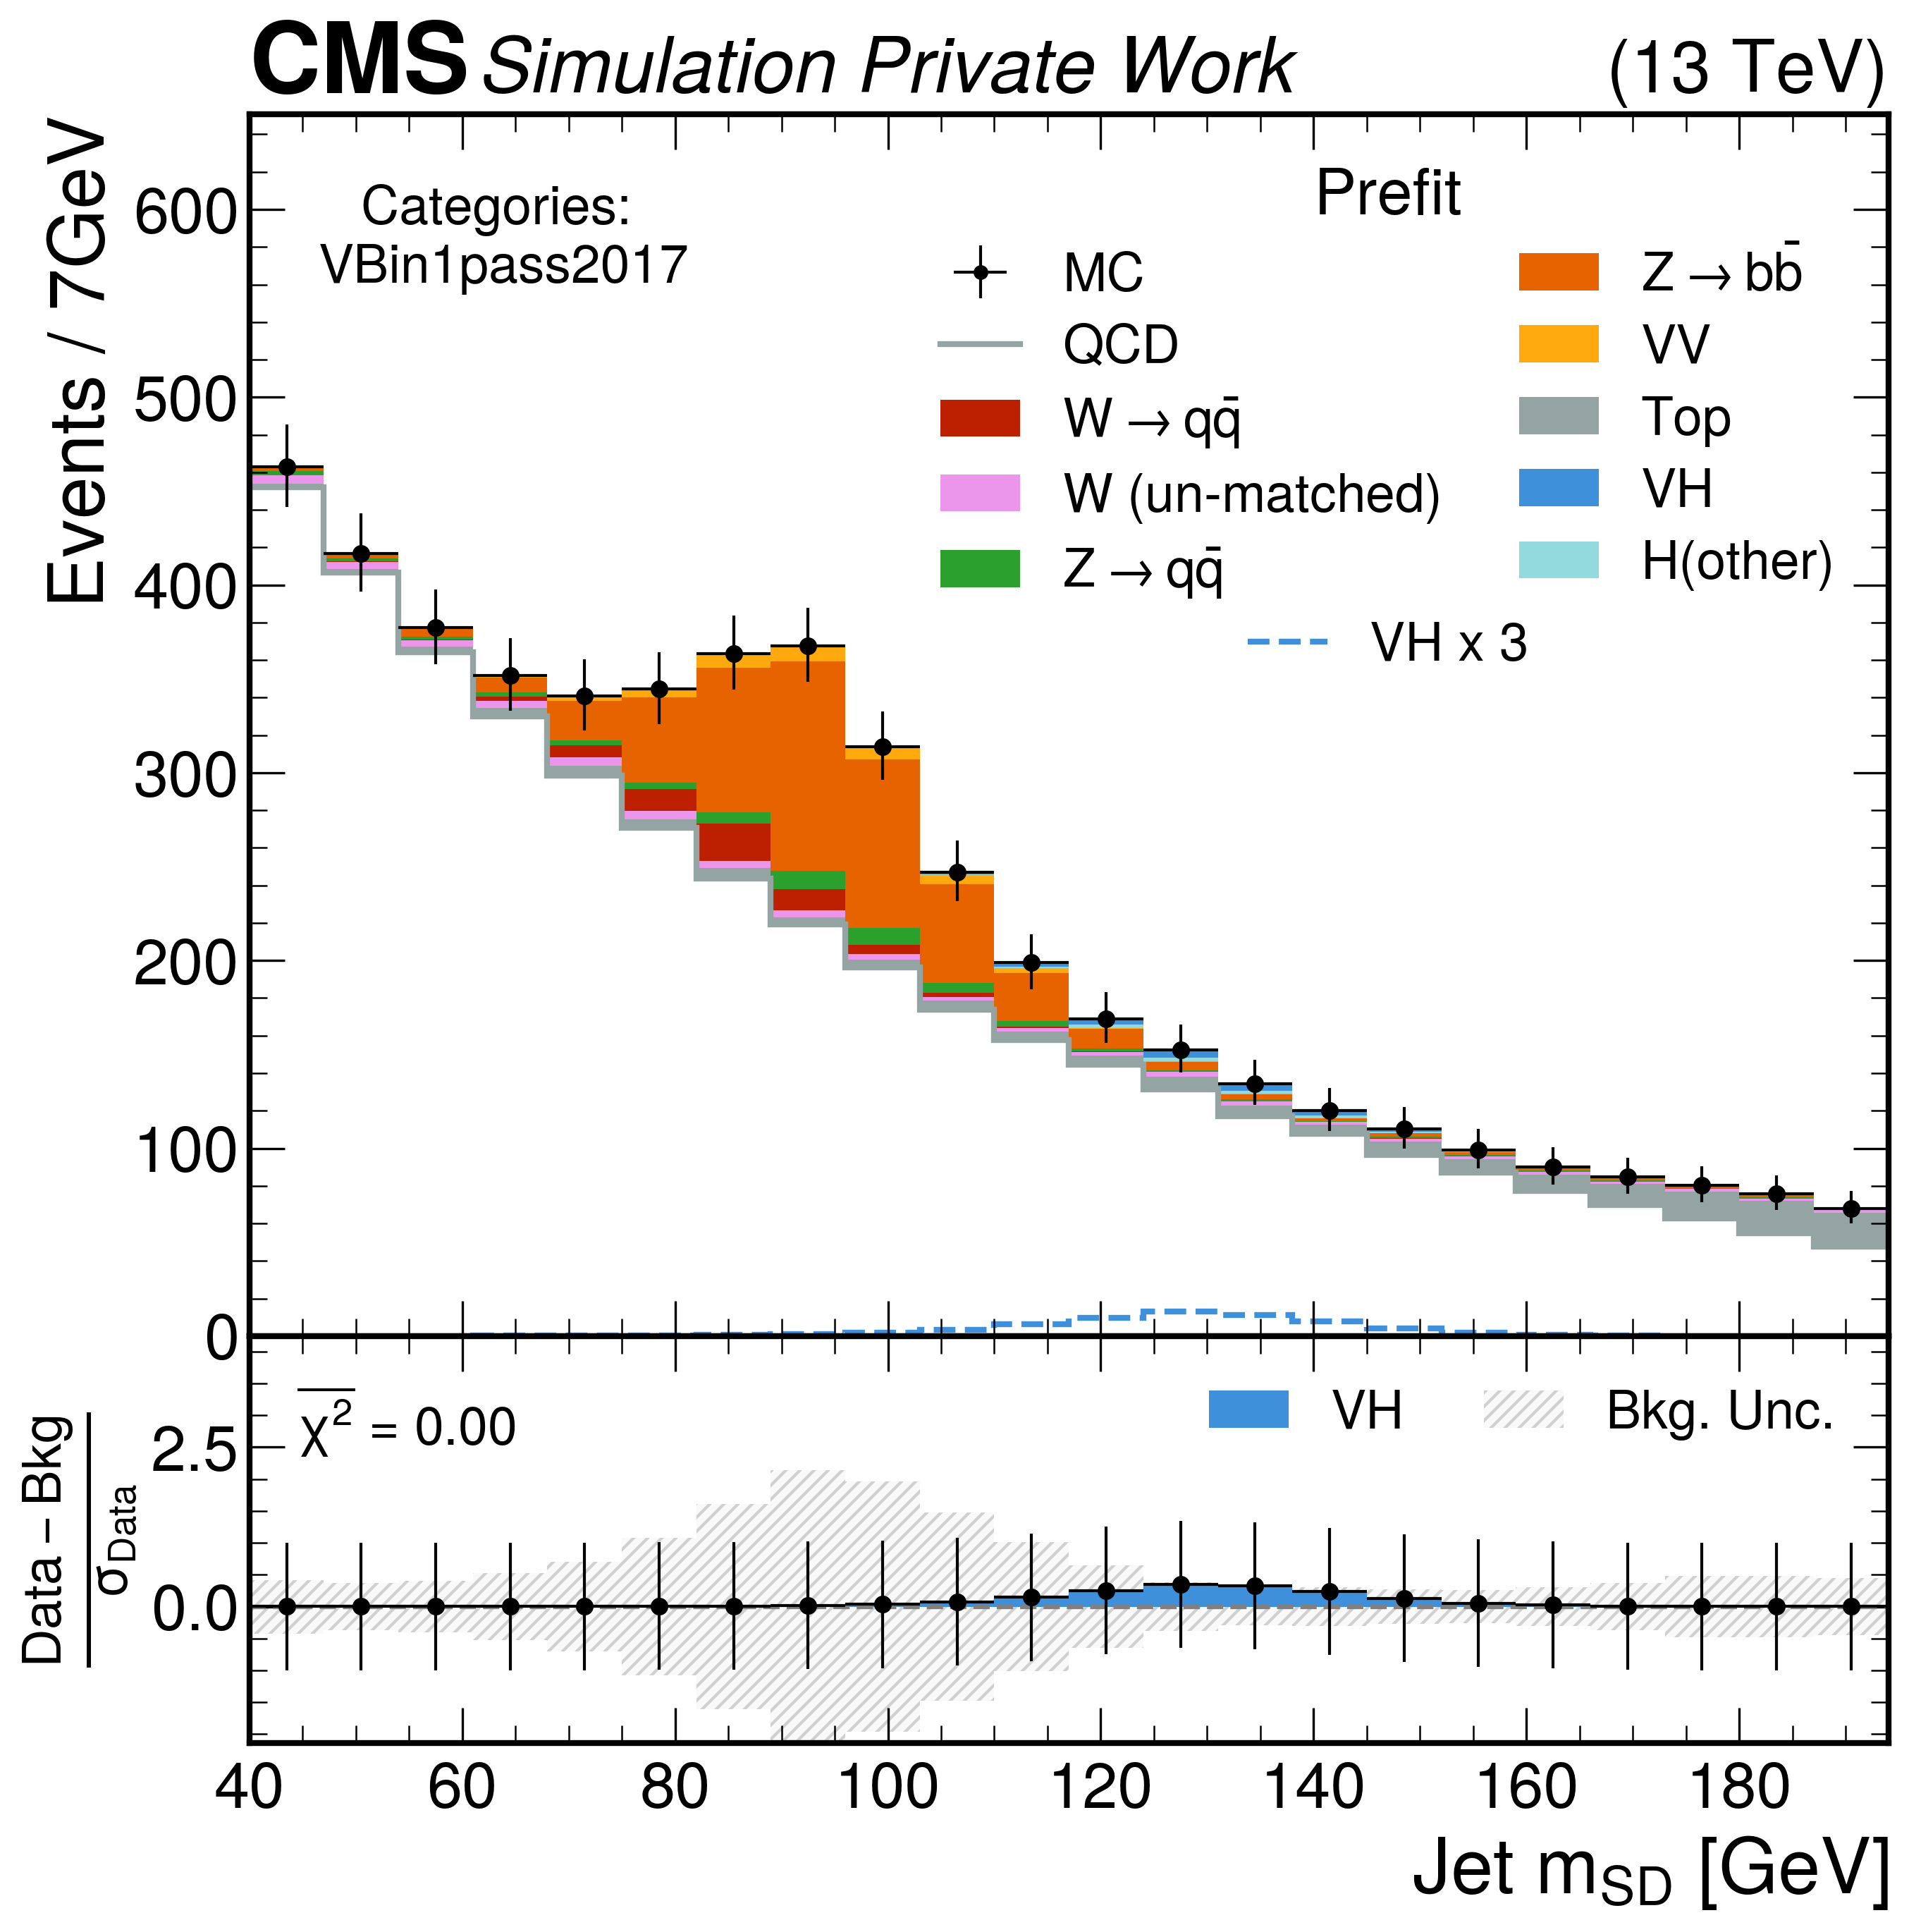 CMS Simulation Private Work (13 TeV)
Events / 7GeV
600
500
400
300
200
100
0
Categories:
VBin1pass2017
Prefit
MC
QCD
W → qq̄
W (un-matched)
Z → qq̄
Z → bb̄
VV
Top
VH
H(other)
VH x 3
Data − Bkg
σData
2.5
0.0
χ² = 0.00
VH
Bkg. Unc.
40 60 80 100 120 140 160 180
Jet mSD [GeV]